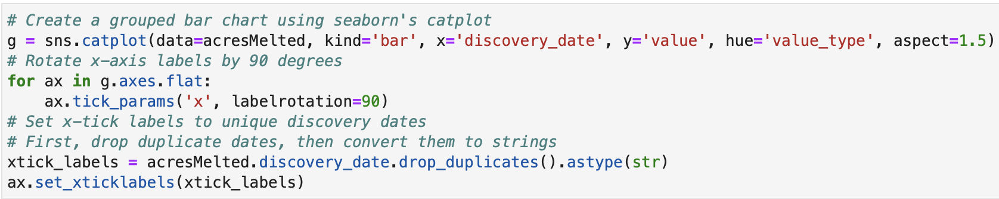 # Create a grouped bar chart using seaborn's catplot
g = sns.catplot(data=acresMelted, kind='bar', x='discovery_date', y='value', hue='value_type', aspect=1.5)
# Rotate x-axis labels by 90 degrees
for ax in g.axes.flat:
    ax.tick_params('x', labelrotation=90)
# Set x-tick labels to unique discovery dates
# First, drop duplicate dates, then convert them to strings
xtick_labels = acresMelted.discovery_date.drop_duplicates().astype(str)
ax.set_xticklabels(xtick_labels)